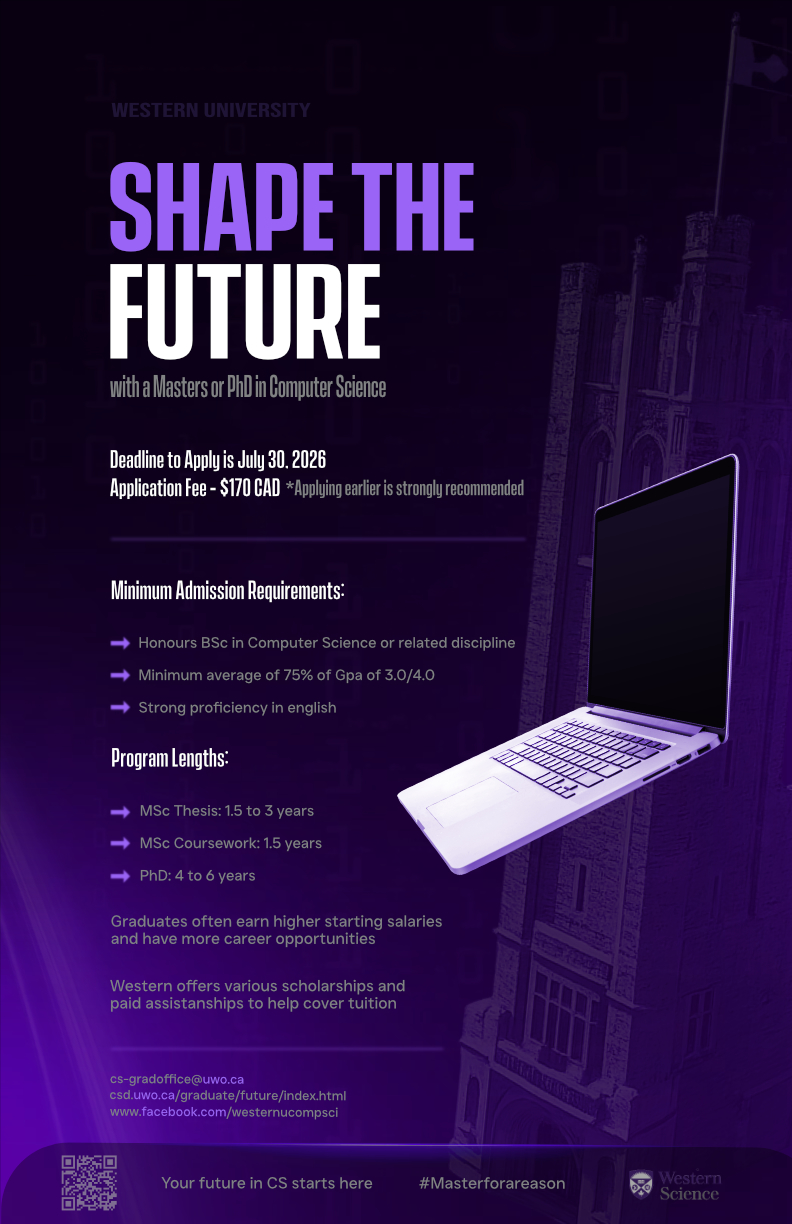 WESTERN UNIVERSITY
SHAPE THE
FUTURE
with a Masters or PhD in Computer Science
Deadline to Apply is July 30, 2026
Application Fee - $170 CAD *Applying earlier is strongly recommended
Minimum Admission Requirements:
Honours BSc in Computer Science or related discipline
Minimum average of 75% of Gpa of 3.0/4.0
Strong proficiency in english
Program Lengths:
MSc Thesis: 1.5 to 3 years
MSc Coursework: 1.5 years
PhD: 4 to 6 years
Graduates often earn higher starting salaries
and have more career opportunities
Western offers various scholarships and
paid assistanships to help cover tuition
cs-gradoffice@uwo.ca
csd.uwo.ca/graduate/future/index.html
www.facebook.com/westernucompsci
Your future in CS starts here
#Masterforareason
Western
Science